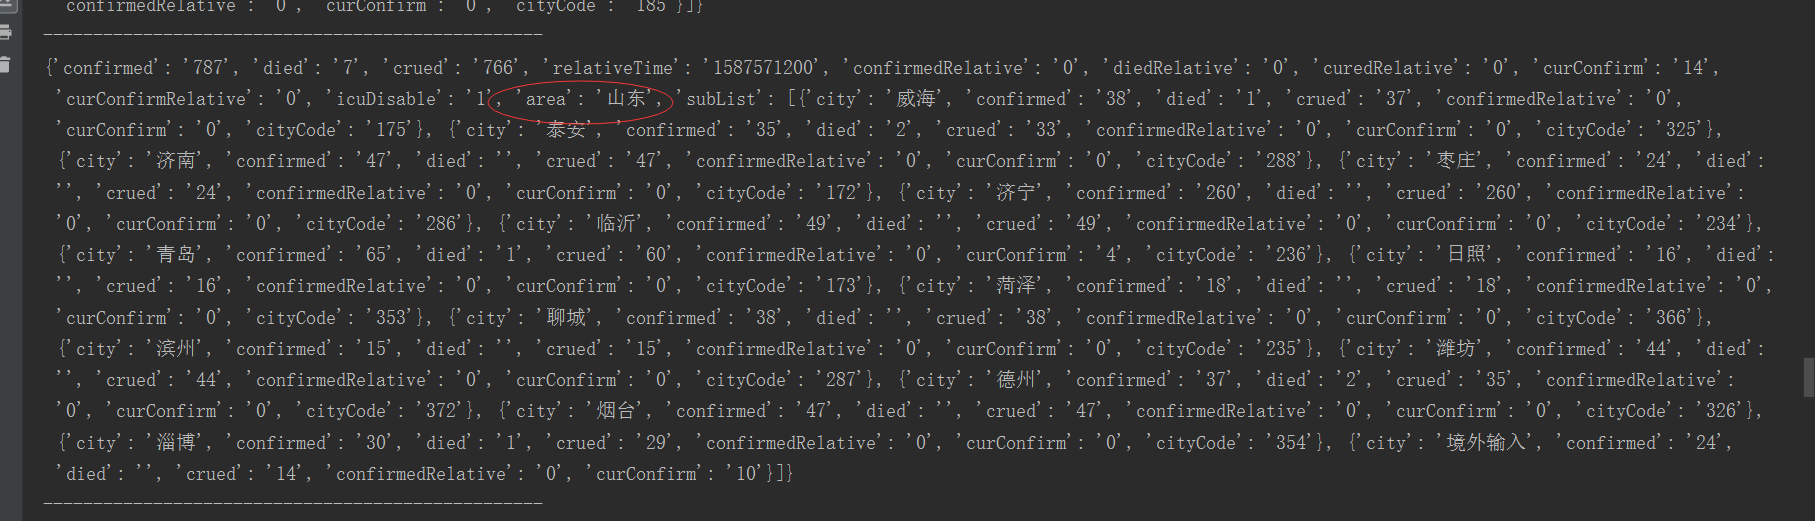 confirmedRelative': '0', 'curConfirm': '0', 'cityCode': '185'}]}
--------------------------------------------------
{'confirmed': '787', 'died': '7', 'crued': '766', 'relativeTime': '1587571200', 'confirmedRelative': '0', 'diedRelative': '0', 'curedRelative': '0', 'curConfirm': '14',
'curConfirmRelative': '0', 'icuDisable': '1', 'area': '山东', 'subList': [{'city': '威海', 'confirmed': '38', 'died': '1', 'crued': '37', 'confirmedRelative': '0',
'curConfirm': '0', 'cityCode': '175'}, {'city': '泰安', 'confirmed': '35', 'died': '2', 'crued': '33', 'confirmedRelative': '0', 'curConfirm': '0', 'cityCode': '325'},
{'city': '济南', 'confirmed': '47', 'died': '', 'crued': '47', 'confirmedRelative': '0', 'curConfirm': '0', 'cityCode': '288'}, {'city': '枣庄', 'confirmed': '24', 'died':
'', 'crued': '24', 'confirmedRelative': '0', 'curConfirm': '0', 'cityCode': '172'}, {'city': '济宁', 'confirmed': '260', 'died': '', 'crued': '260', 'confirmedRelative':
'0', 'curConfirm': '0', 'cityCode': '286'}, {'city': '临沂', 'confirmed': '49', 'died': '', 'crued': '49', 'confirmedRelative': '0', 'curConfirm': '0', 'cityCode': '234'},
{'city': '青岛', 'confirmed': '65', 'died': '1', 'crued': '60', 'confirmedRelative': '0', 'curConfirm': '4', 'cityCode': '236'}, {'city': '日照', 'confirmed': '16', 'died':
'', 'crued': '16', 'confirmedRelative': '0', 'curConfirm': '0', 'cityCode': '173'}, {'city': '菏泽', 'confirmed': '18', 'died': '', 'crued': '18', 'confirmedRelative': '0',
'curConfirm': '0', 'cityCode': '353'}, {'city': '聊城', 'confirmed': '38', 'died': '', 'crued': '38', 'confirmedRelative': '0', 'curConfirm': '0', 'cityCode': '366'},
{'city': '滨州', 'confirmed': '15', 'died': '', 'crued': '15', 'confirmedRelative': '0', 'curConfirm': '0', 'cityCode': '235'}, {'city': '潍坊', 'confirmed': '44', 'died':
'', 'crued': '44', 'confirmedRelative': '0', 'curConfirm': '0', 'cityCode': '287'}, {'city': '德州', 'confirmed': '37', 'died': '2', 'crued': '35', 'confirmedRelative':
'0', 'curConfirm': '0', 'cityCode': '372'}, {'city': '烟台', 'confirmed': '47', 'died': '', 'crued': '47', 'confirmedRelative': '0', 'curConfirm': '0', 'cityCode': '326'},
{'city': '淄博', 'confirmed': '30', 'died': '1', 'crued': '29', 'confirmedRelative': '0', 'curConfirm': '0', 'cityCode': '354'}, {'city': '境外输入', 'confirmed': '24',
'died': '', 'crued': '14', 'confirmedRelative': '0', 'curConfirm': '10'}]}
--------------------------------------------------